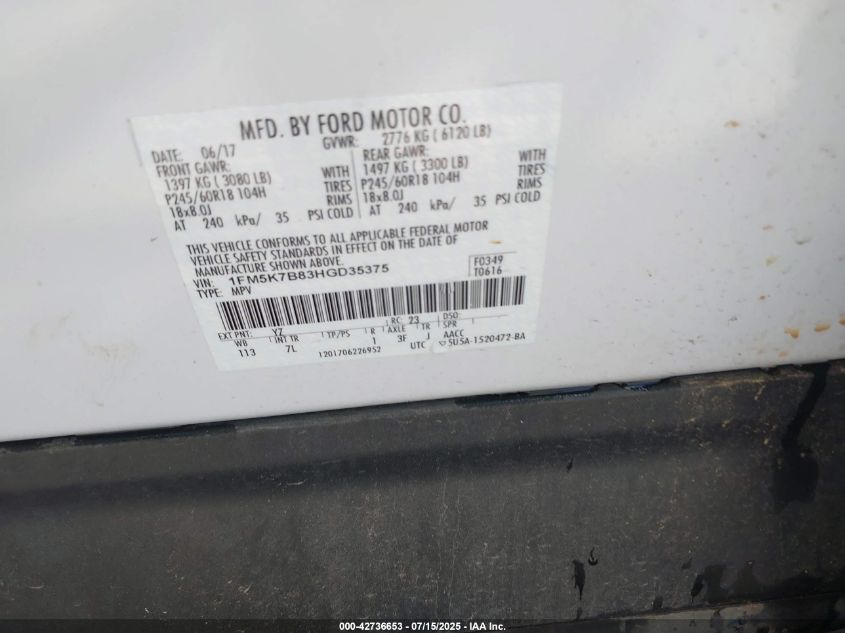 MFD. BY FORD MOTOR CO.
DATE: 06/17 GVWR: 2776 KG ( 6120 LB)
FRONT GAWR: REAR GAWR:
1397 KG ( 3080 LB) WITH 1497 KG ( 3300 LB) WITH
P245/60R18 104H TIRES P245/60R18 104H TIRES
18x8.0J RIMS 18x8.0J RIMS
AT 240 kPa/ 35 PSI COLD AT 240 kPa/ 35 PSI COLD
THIS VEHICLE CONFORMS TO ALL APPLICABLE FEDERAL MOTOR
VEHICLE SAFETY STANDARDS IN EFFECT ON THE DATE OF
MANUFACTURE SHOWN ABOVE.
VIN: 1FM5K7B83HGD35375 F0349
TYPE: MPV T0616
EXT PNT: YZ RC: 23 DSO:
WB INT TR TP/PS R AXLE TR SPR
113 7L 1 3F J AACC
1201706226952 UTC 5U5A-1520472-BA
000-42736653 - 07/15/2025 - IAA Inc.